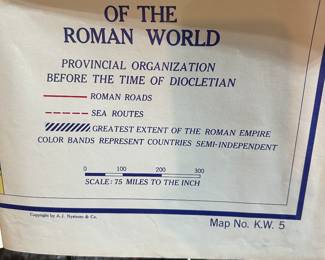 OF THE
ROMAN WORLD
PROVINCIAL ORGANIZATION
BEFORE THE TIME OF DIOCLETIAN
ROMAN ROADS
SEA ROUTES
GREATEST EXTENT OF THE ROMAN EMPIRE
COLOR BANDS REPRESENT COUNTRIES SEMI-INDEPENDENT
0 100 200 300
SCALE: 75 MILES TO THE INCH
Copyright by A. J. Nystrom & Co.
Map No. K.W. 5